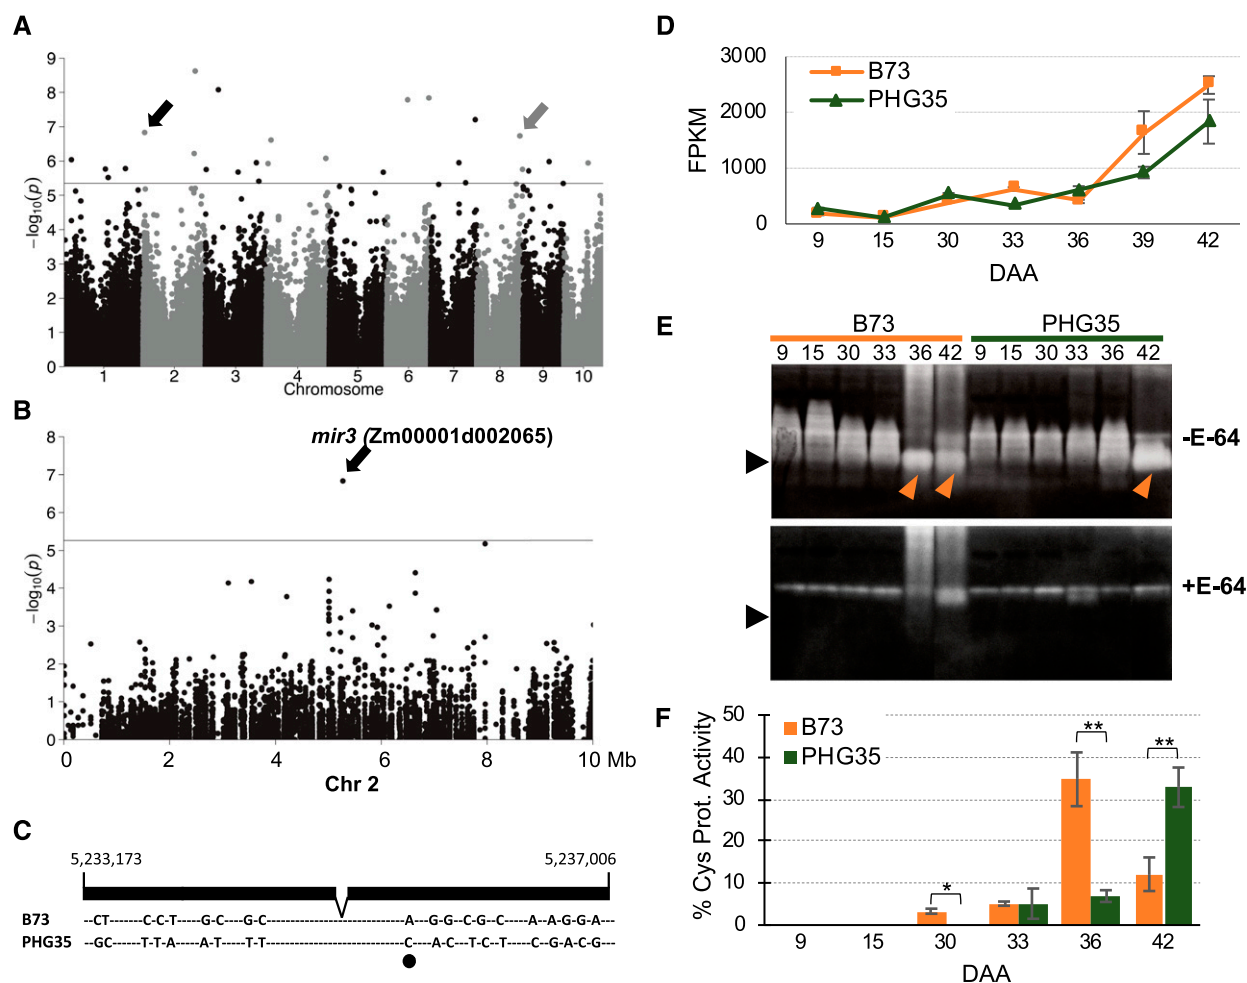 A
9
8
7
6
5
4
3
2
1
0
−log10(p)
1 2 3 4 5 6 7 8 9 10
Chromosome
B
mir3 (Zm00001d002065)
8
7
6
5
4
3
2
1
0
−log10(p)
0 2 4 6 8 10 Mb
Chr 2
C
5,233,173 5,237,006
B73 --CT------C-C-T---GC---GC----------------------------A--G-G-C-G-C----A-A-G-G-A---
PHG35 --GC------T-T-A----A-T----T-T----------------------------C--A-C--T-C-T----C-G-A-C-G---
D
3000
2000
1000
0
FPKM
B73
PHG35
9 15 30 33 36 39 42
DAA
E
B73 PHG35
9 15 30 33 36 42 9 15 30 33 36 42
-E-64
+E-64
F
50
40
30
20
10
0
% Cys Prot. Activity
B73
PHG35
*
**
**
9 15 30 33 36 42
DAA